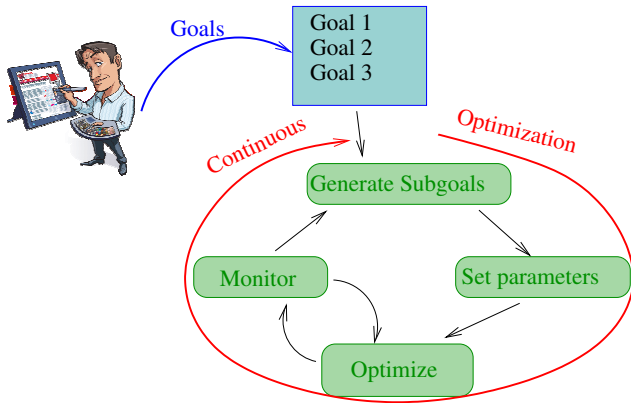 Goals
Goal 1
Goal 2
Goal 3
Continuous
Optimization
Generate Subgoals
Monitor
Set parameters
Optimize